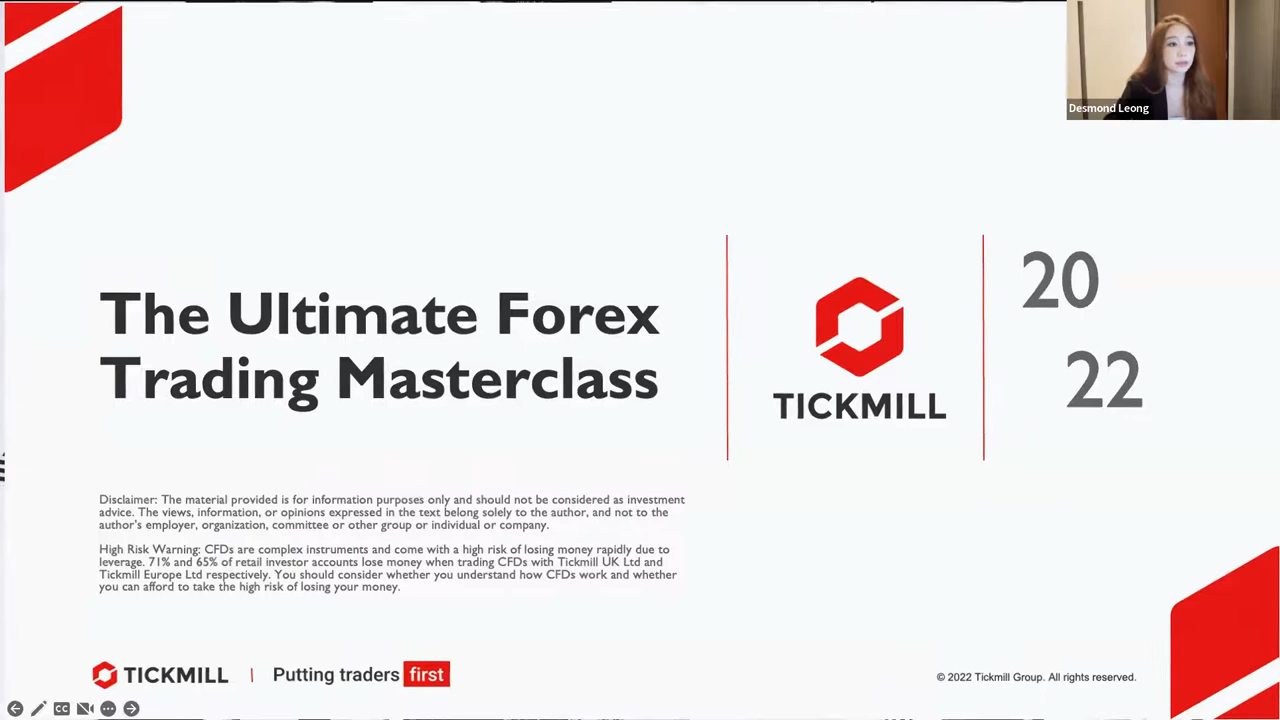 Desmond Leong
The Ultimate Forex
Trading Masterclass
TICKMILL
20
22
Disclaimer: The material provided is for information purposes only and should not be considered as investment
advice. The views, information, or opinions expressed in the text belong solely to the author, and not to the
author's employer, organization, committee or other group or individual or company.
High Risk Warning: CFDs are complex instruments and come with a high risk of losing money rapidly due to
leverage. 71% and 65% of retail investor accounts lose money when trading CFDs with Tickmill UK Ltd and
Tickmill Europe Ltd respectively. You should consider whether you understand how CFDs work and whether
you can afford to take the high risk of losing your money.
TICKMILL | Putting traders first
© 2022 Tickmill Group. All rights reserved.
CC